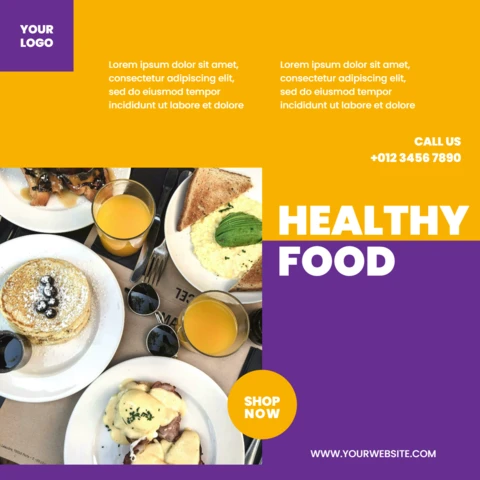 YOUR
LOGO
Lorem ipsum dolor sit amet,
consectetur adipiscing elit,
sed do eiusmod tempor
incididunt ut labore et dolore
Lorem ipsum dolor sit amet,
consectetur adipiscing elit,
sed do eiusmod tempor
incididunt ut labore et dolore
CALL US
+012 3456 7890
HEALTHY
FOOD
SHOP
NOW
WWW.YOURWEBSITE.COM